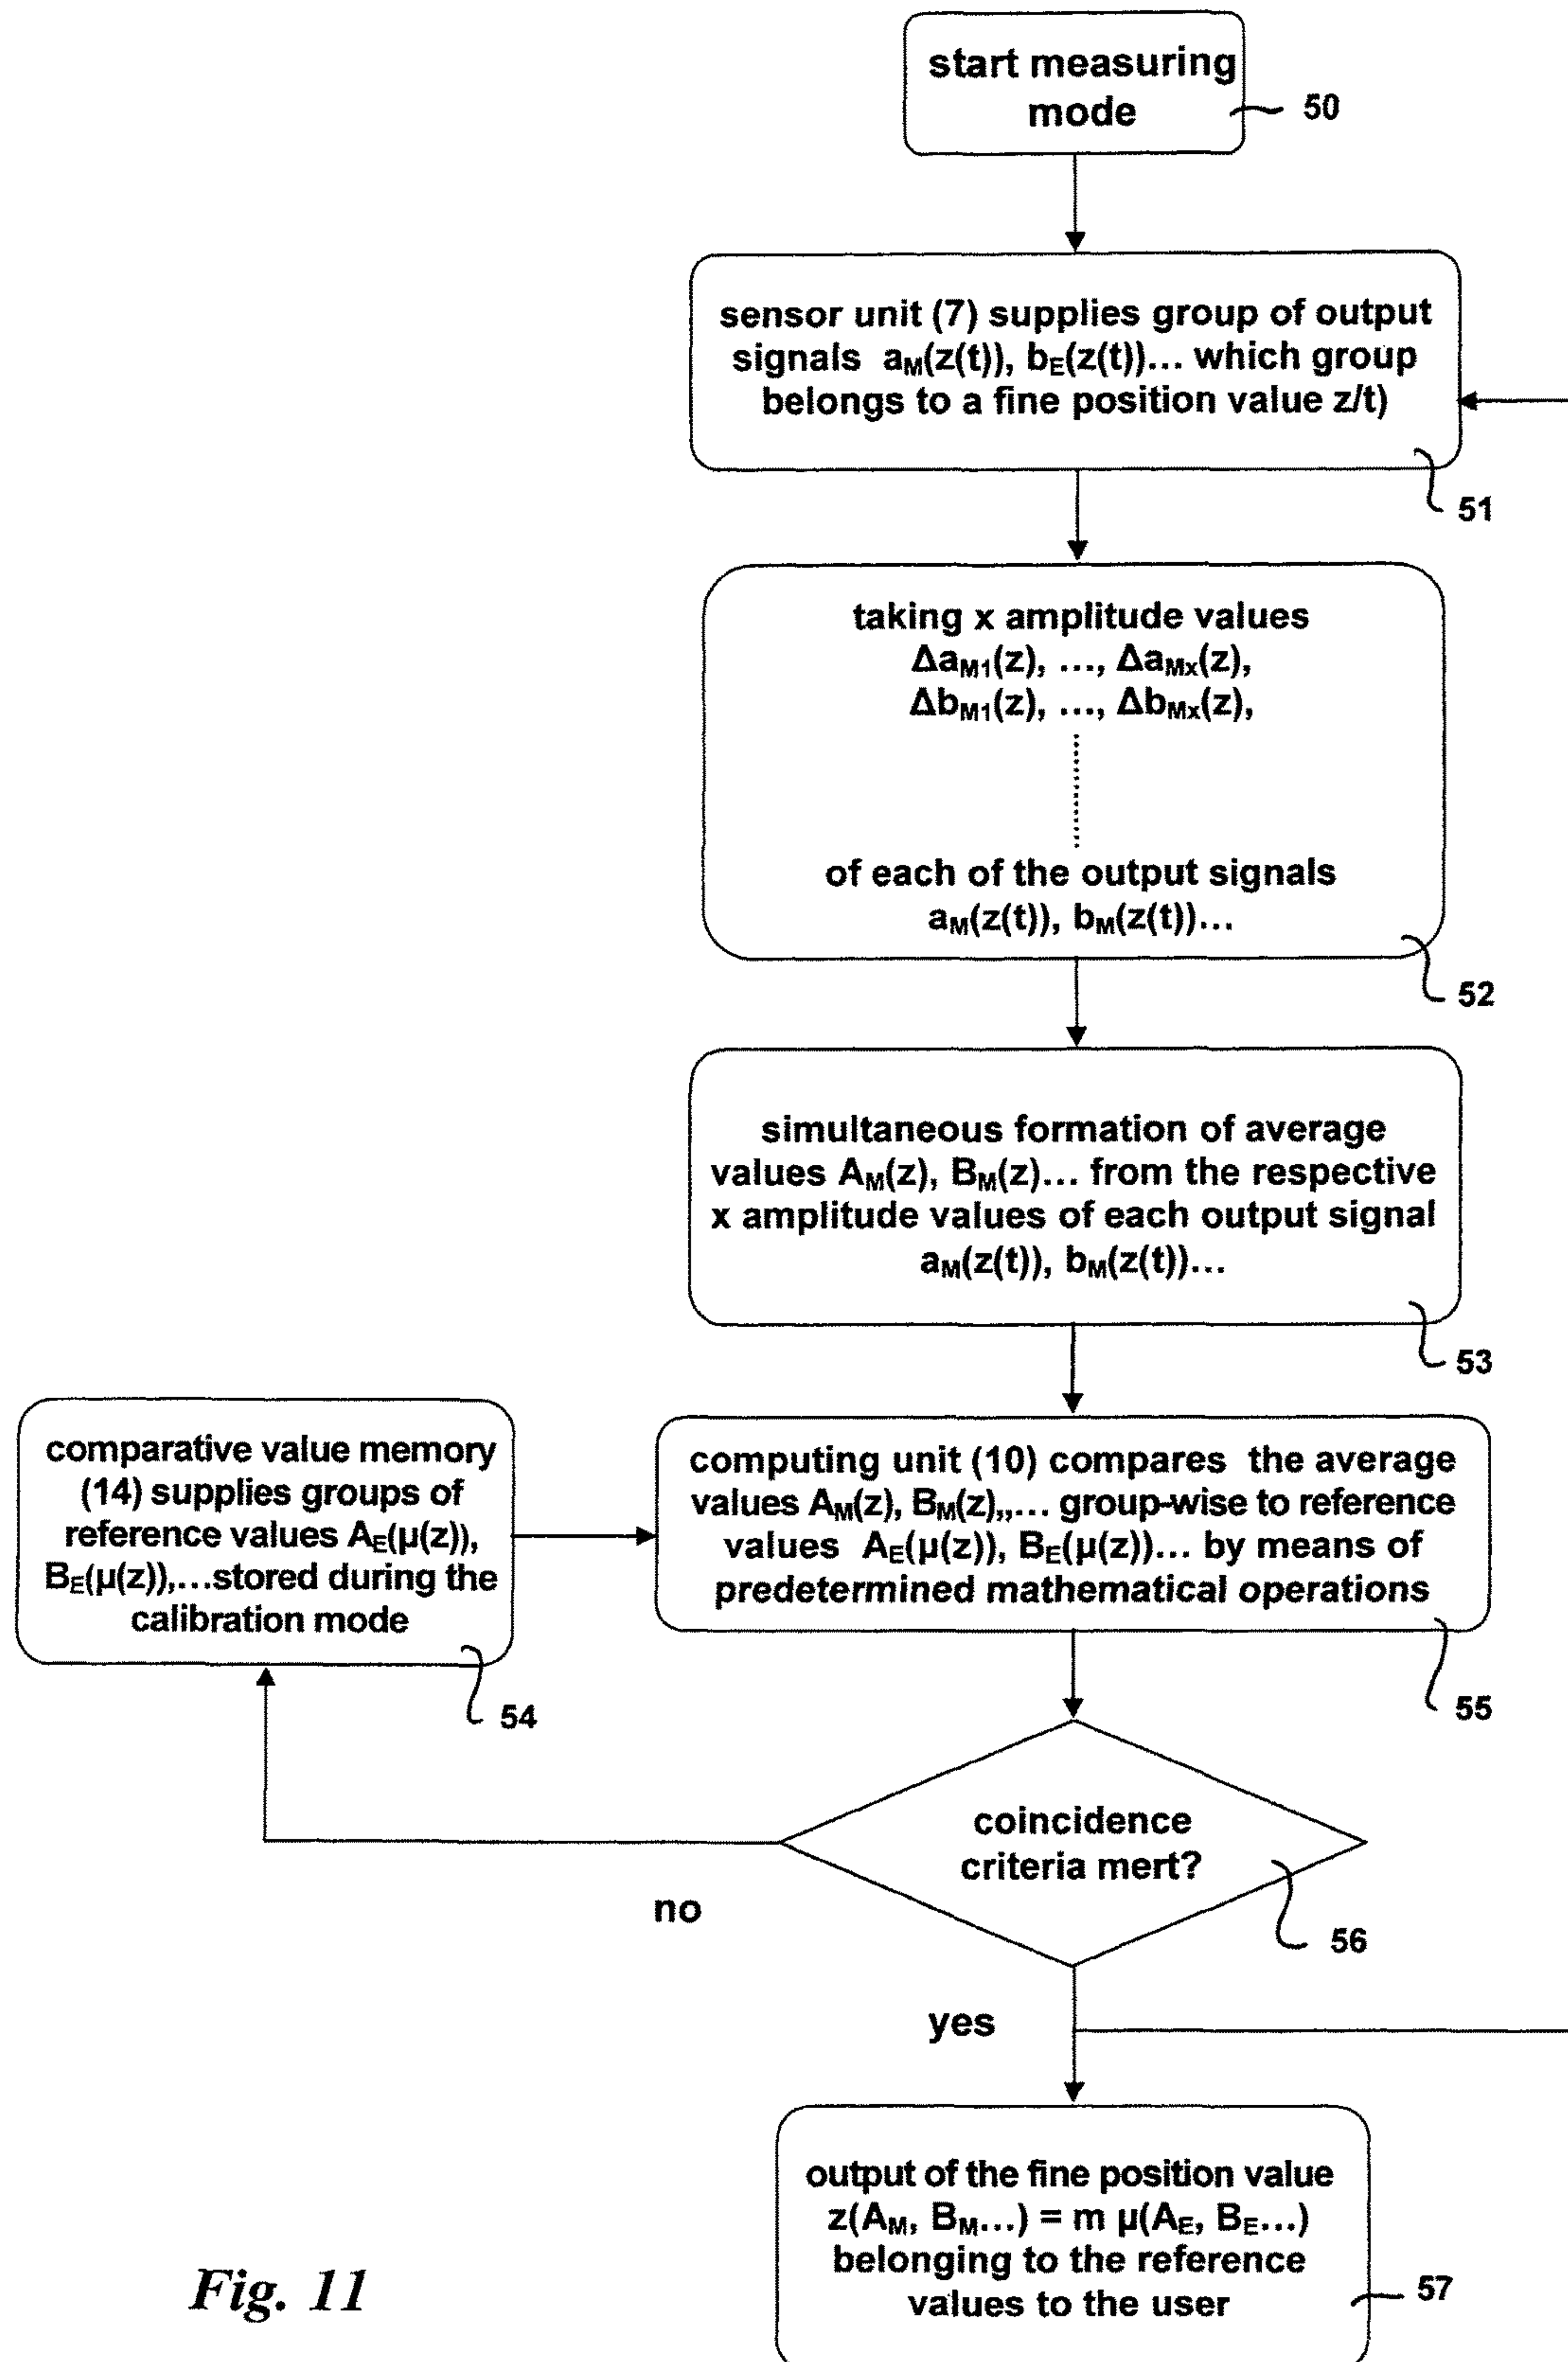 start measuring
mode
50
sensor unit (7) supplies group of output
signals aM(z(t)), bE(z(t))... which group
belongs to a fine position value z/t)
51
taking x amplitude values
ΔaM1(z), ..., ΔaMx(z),
ΔbM1(z), ..., ΔbMx(z),
of each of the output signals
aM(z(t)), bM(z(t))...
52
simultaneous formation of average
values AM(z), BM(z)... from the respective
x amplitude values of each output signal
aM(z(t)), bM(z(t))...
53
comparative value memory
(14) supplies groups of
reference values AE(μ(z)),
BE(μ(z)),...stored during the
calibration mode
54
computing unit (10) compares the average
values AM(z), BM(z),,... group-wise to reference
values AE(μ(z)), BE(μ(z))... by means of
predetermined mathematical operations
55
coincidence
criteria mert?
56
no
yes
output of the fine position value
z(AM, BM...) = m μ(AE, BE...)
belonging to the reference
values to the user
57
Fig. 11